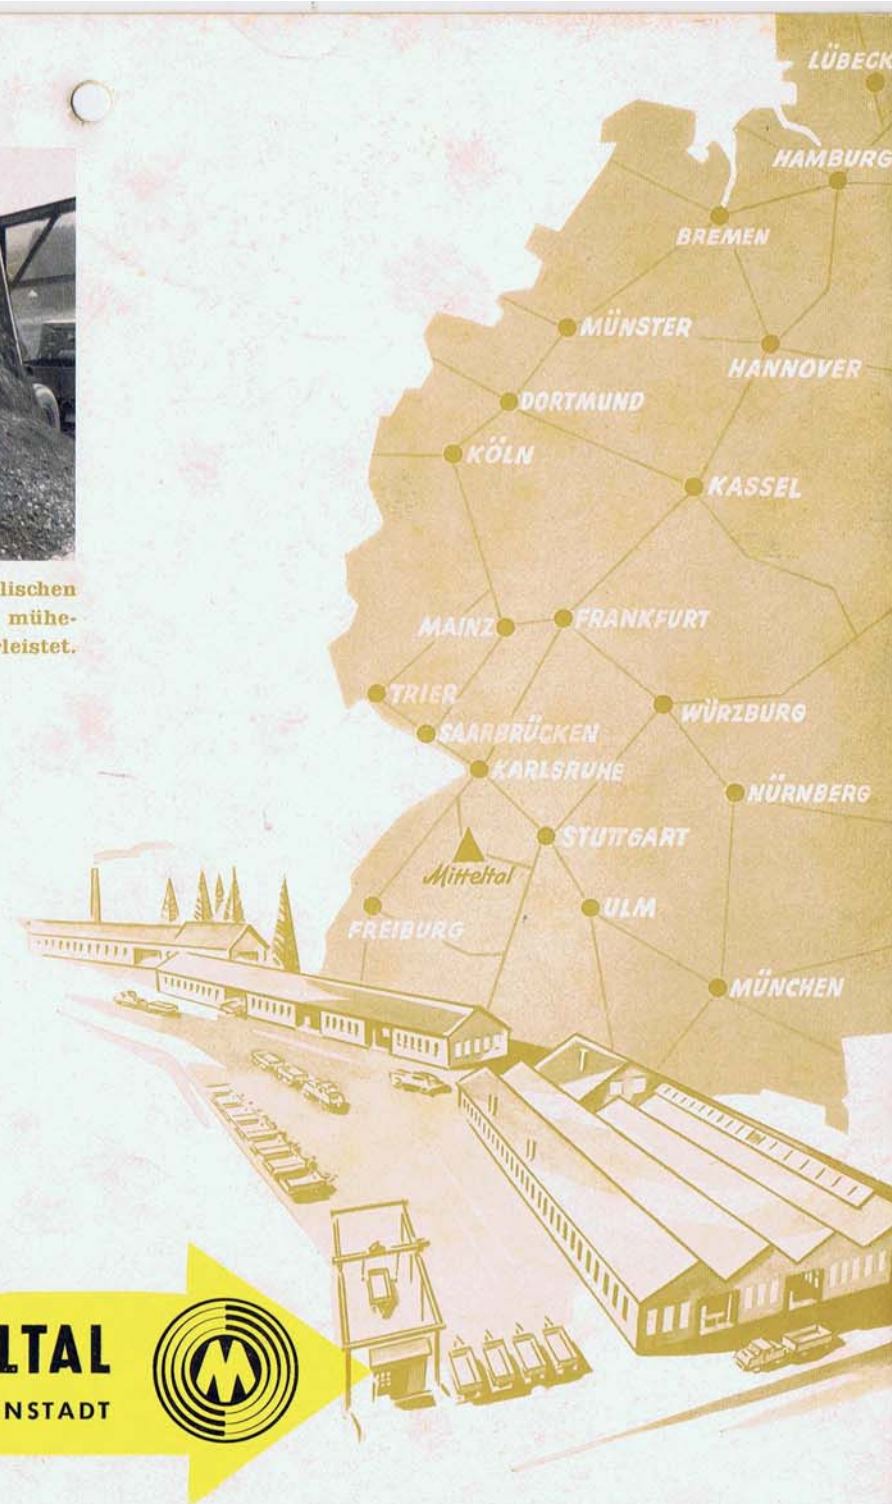 LÜBECK
HAMBURG
BREMEN
MÜNSTER
HANNOVER
DORTMUND
KÖLN
KASSEL
lischen
mühe-
leistet.
MAINZ
FRANKFURT
TRIER
WÜRZBURG
SAARBRÜCKEN
KARLSRUHE
NÜRNBERG
STUTTGART
Mitteltal
ULM
FREIBURG
MÜNCHEN
LTAL
NSTADT
M